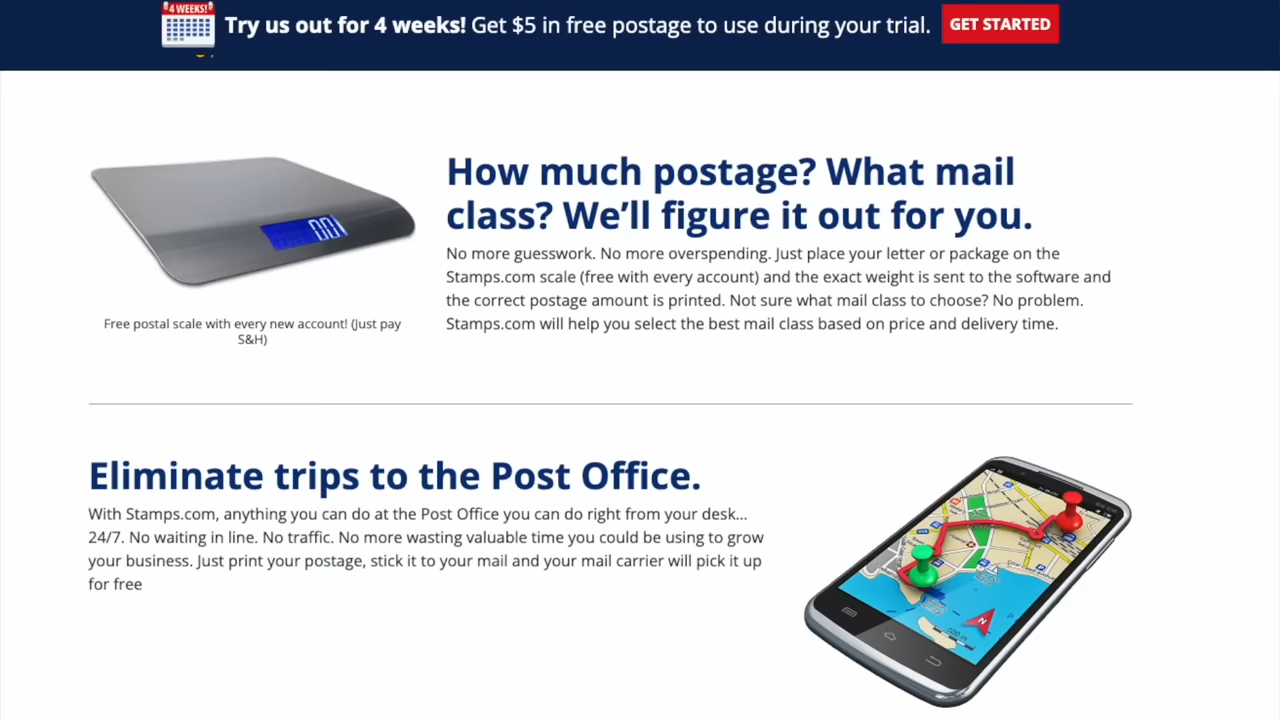 4 WEEKS!
Try us out for 4 weeks! Get $5 in free postage to use during your trial.
GET STARTED
How much postage? What mail
class? We’ll figure it out for you.
No more guesswork. No more overspending. Just place your letter or package on the
Stamps.com scale (free with every account) and the exact weight is sent to the software and
the correct postage amount is printed. Not sure what mail class to choose? No problem.
Stamps.com will help you select the best mail class based on price and delivery time.
Free postal scale with every new account! (Just pay
S&H)
Eliminate trips to the Post Office.
With Stamps.com, anything you can do at the Post Office you can do right from your desk...
24/7. No waiting in line. No traffic. No more wasting valuable time you could be using to grow
your business. Just print your postage, stick it to your mail and your mail carrier will pick it up
for free
N